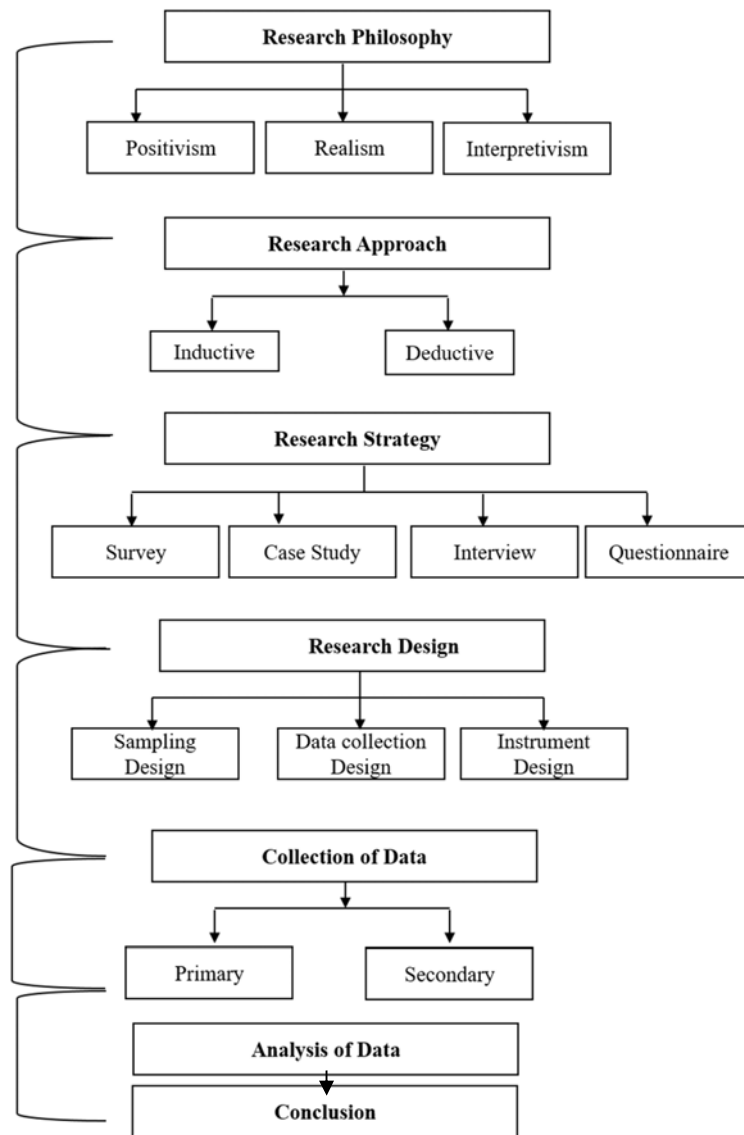 Research Philosophy
Positivism
Realism
Interpretivism
Research Approach
Inductive
Deductive
Research Strategy
Survey
Case Study
Interview
Questionnaire
Research Design
Sampling
Design
Data collection
Design
Instrument
Design
Collection of Data
Primary
Secondary
Analysis of Data
Conclusion